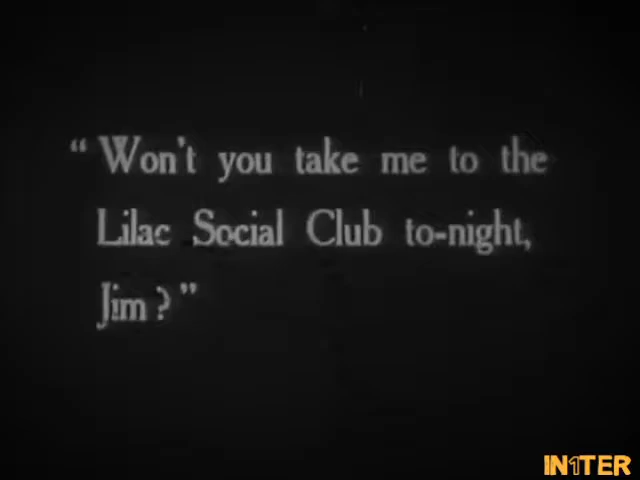 “ Won't you take me to the
Lilac Social Club to-night,
Jim ? ”
IN1TER